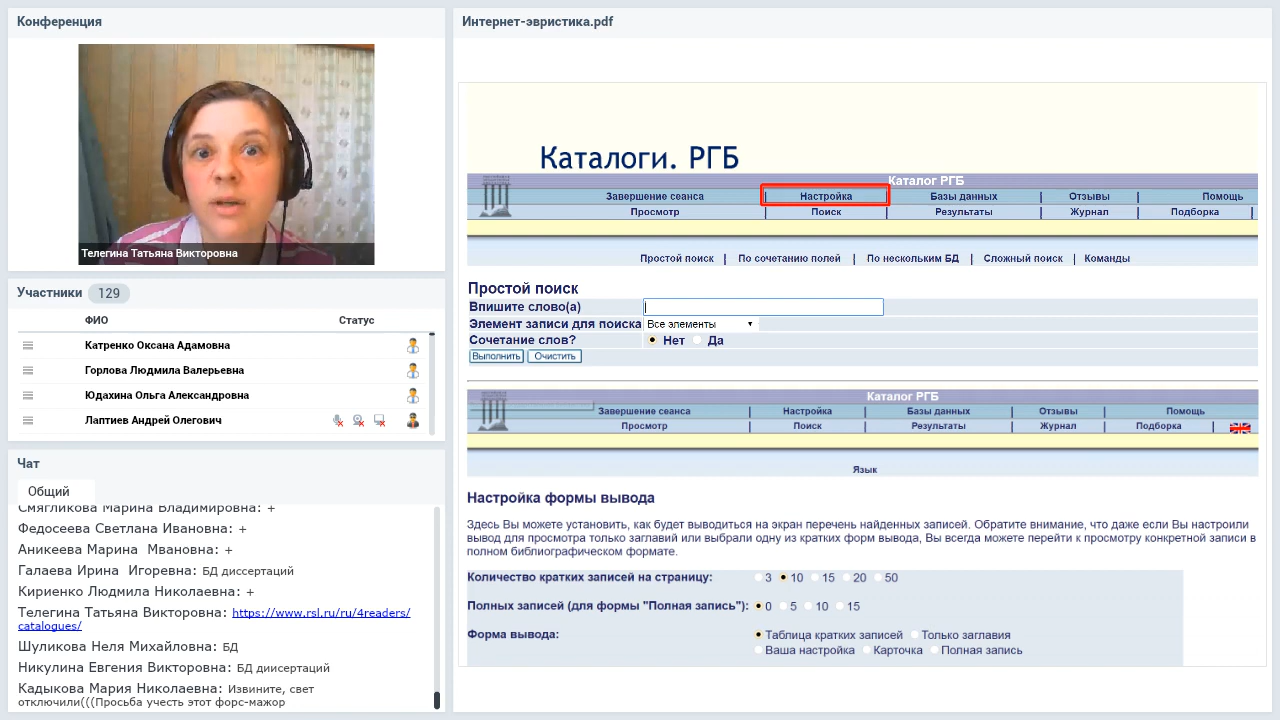 Конференция
Телегина Татьяна Викторовна
Участники 129
ФИО Статус
Катренко Оксана Адамовна
Горлова Людмила Валерьевна
Юдахина Ольга Александровна
Лаптиев Андрей Олегович
Чат
Общий
Смягликова Марина Владимировна: +
Федосеева Светлана Ивановна: +
Аникеева Марина Мвановна: +
Галаева Ирина Игоревна: БД диссертаций
Кириенко Людмила Николаевна: +
Телегина Татьяна Викторовна: https://www.rsl.ru/ru/4readers/
catalogues/
Шуликова Неля Михайловна: БД
Никулина Евгения Викторовна: БД диисертаций
Кадыкова Мария Николаевна: Извините, свет
отключили(((Просьба учесть этот форс-мажор
Интернет-эвристика.pdf
Каталоги. РГБ
Каталог РГБ
Завершение сеанса | Настройка | Базы данных | Отзывы | Помощь
Просмотр | Поиск | Результаты | Журнал | Подборка |
Простой поиск | По сочетанию полей | По нескольким БД | Сложный поиск | Команды
Простой поиск
Впишите слово(а)
Элемент записи для поиска Все элементы
Сочетание слов? Нет Да
Выполнить Очистить
Каталог РГБ
Завершение сеанса | Настройка | Базы данных | Отзывы | Помощь
Просмотр | Поиск | Результаты | Журнал | Подборка |
Язык
Настройка формы вывода
Здесь Вы можете установить, как будет выводиться на экран перечень найденных записей. Обратите внимание, что даже если Вы настроили
вывод для просмотра только заглавий или выбрали одну из кратких форм вывода, Вы всегда можете перейти к просмотру конкретной записи в
полном библиографическом формате.
Количество кратких записей на страницу: 3 10 15 20 50
Полных записей (для формы "Полная запись"): 0 5 10 15
Форма вывода: Таблица кратких записей Только заглавия
Ваша настройка Карточка Полная запись